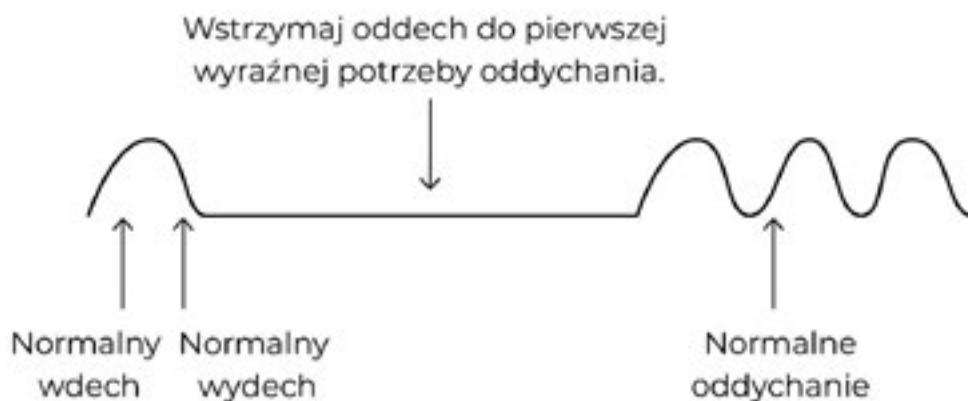 Wstrzymaj oddech do pierwszej
wyraźnej potrzeby oddychania.
Normalny
wdech
Normalny
wydech
Normalne
oddychanie